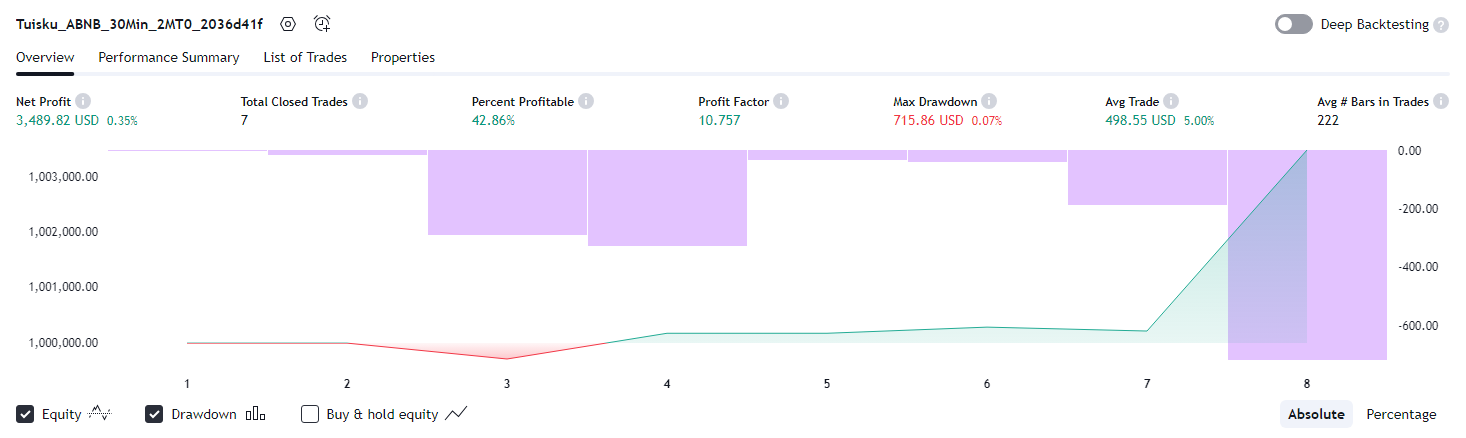 Tuisku_ABNB_30Min_2MT0_2036d41f Deep Backtesting
Overview Performance Summary List of Trades Properties
Net Profit Total Closed Trades Percent Profitable Profit Factor Max Drawdown Avg Trade Avg # Bars in Trades
3,489.82 USD 0.35% 7 42.86% 10.757 715.86 USD 0.07% 498.55 USD 5.00% 222
0.00
1,003,000.00
-200.00
1,002,000.00
-400.00
1,001,000.00
-600.00
1,000,000.00
1 2 3 4 5 6 7 8
Equity Drawdown Buy & hold equity Absolute Percentage